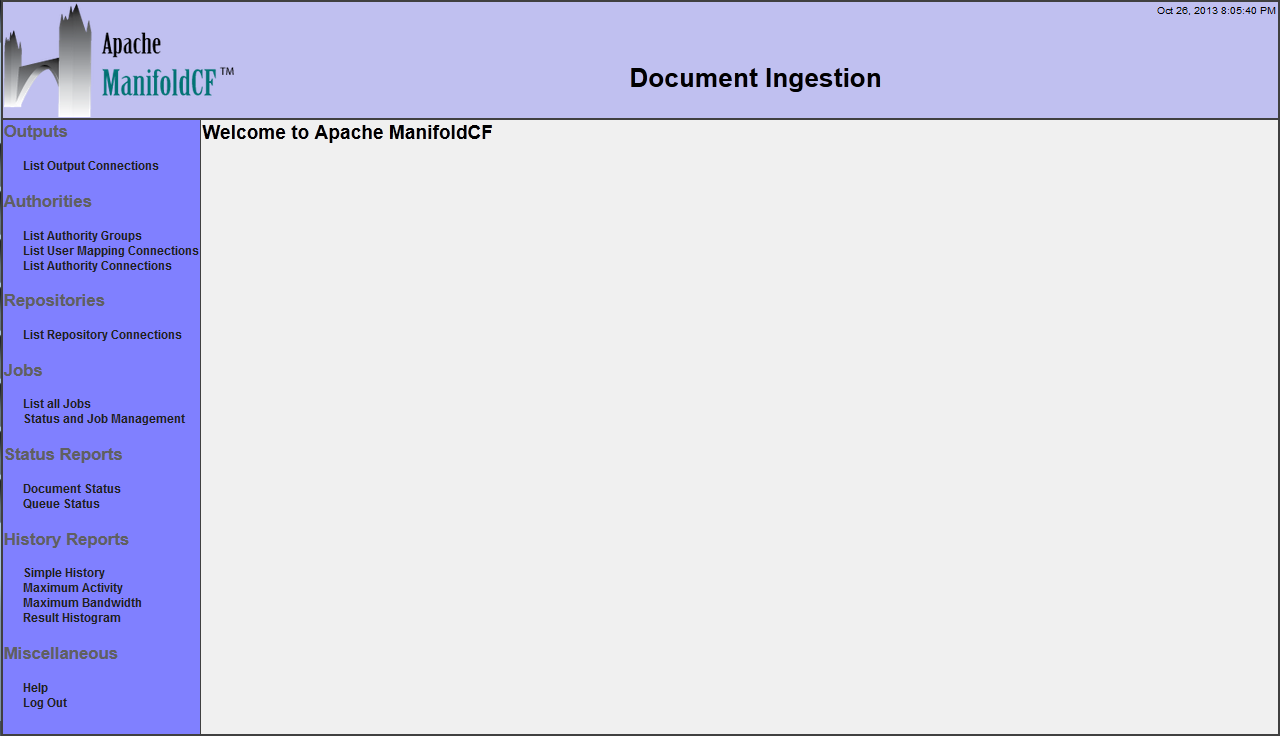 Oct 26, 2013 8:05:40 PM
Apache
ManifoldCF™
Document Ingestion
Outputs
List Output Connections
Authorities
List Authority Groups
List User Mapping Connections
List Authority Connections
Repositories
List Repository Connections
Jobs
List all Jobs
Status and Job Management
Status Reports
Document Status
Queue Status
History Reports
Simple History
Maximum Activity
Maximum Bandwidth
Result Histogram
Miscellaneous
Help
Log Out
Welcome to Apache ManifoldCF